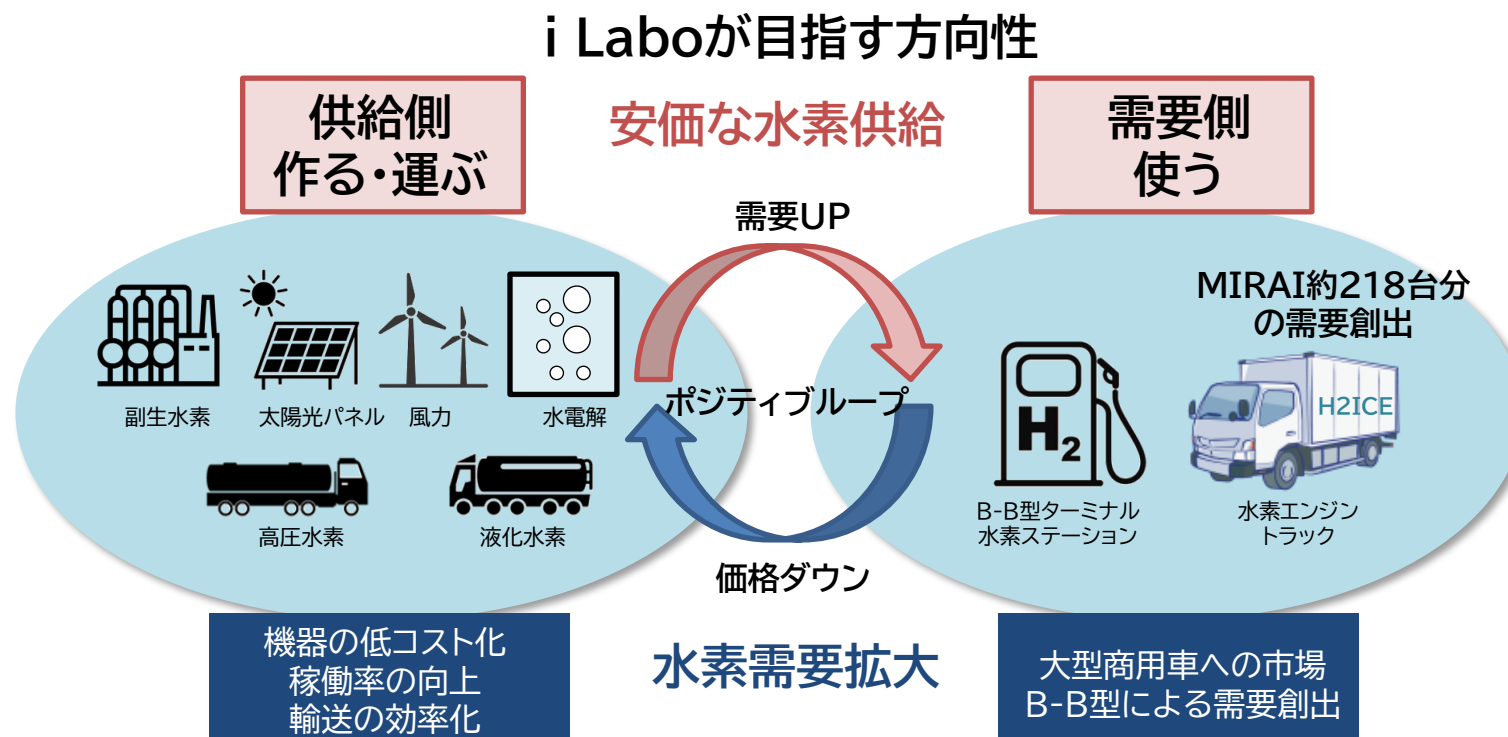 i Laboが目指す方向性
供給側
作る・運ぶ
安価な水素供給
需要側
使う
需要UP
MIRAI約218台分
の需要創出
副生水素
太陽光パネル
風力
水電解
ポジティブループ
H2
H2ICE
高圧水素
液化水素
B-B型ターミナル
水素ステーション
水素エンジン
トラック
価格ダウン
機器の低コスト化
稼働率の向上
輸送の効率化
水素需要拡大
大型商用車への市場
B-B型による需要創出